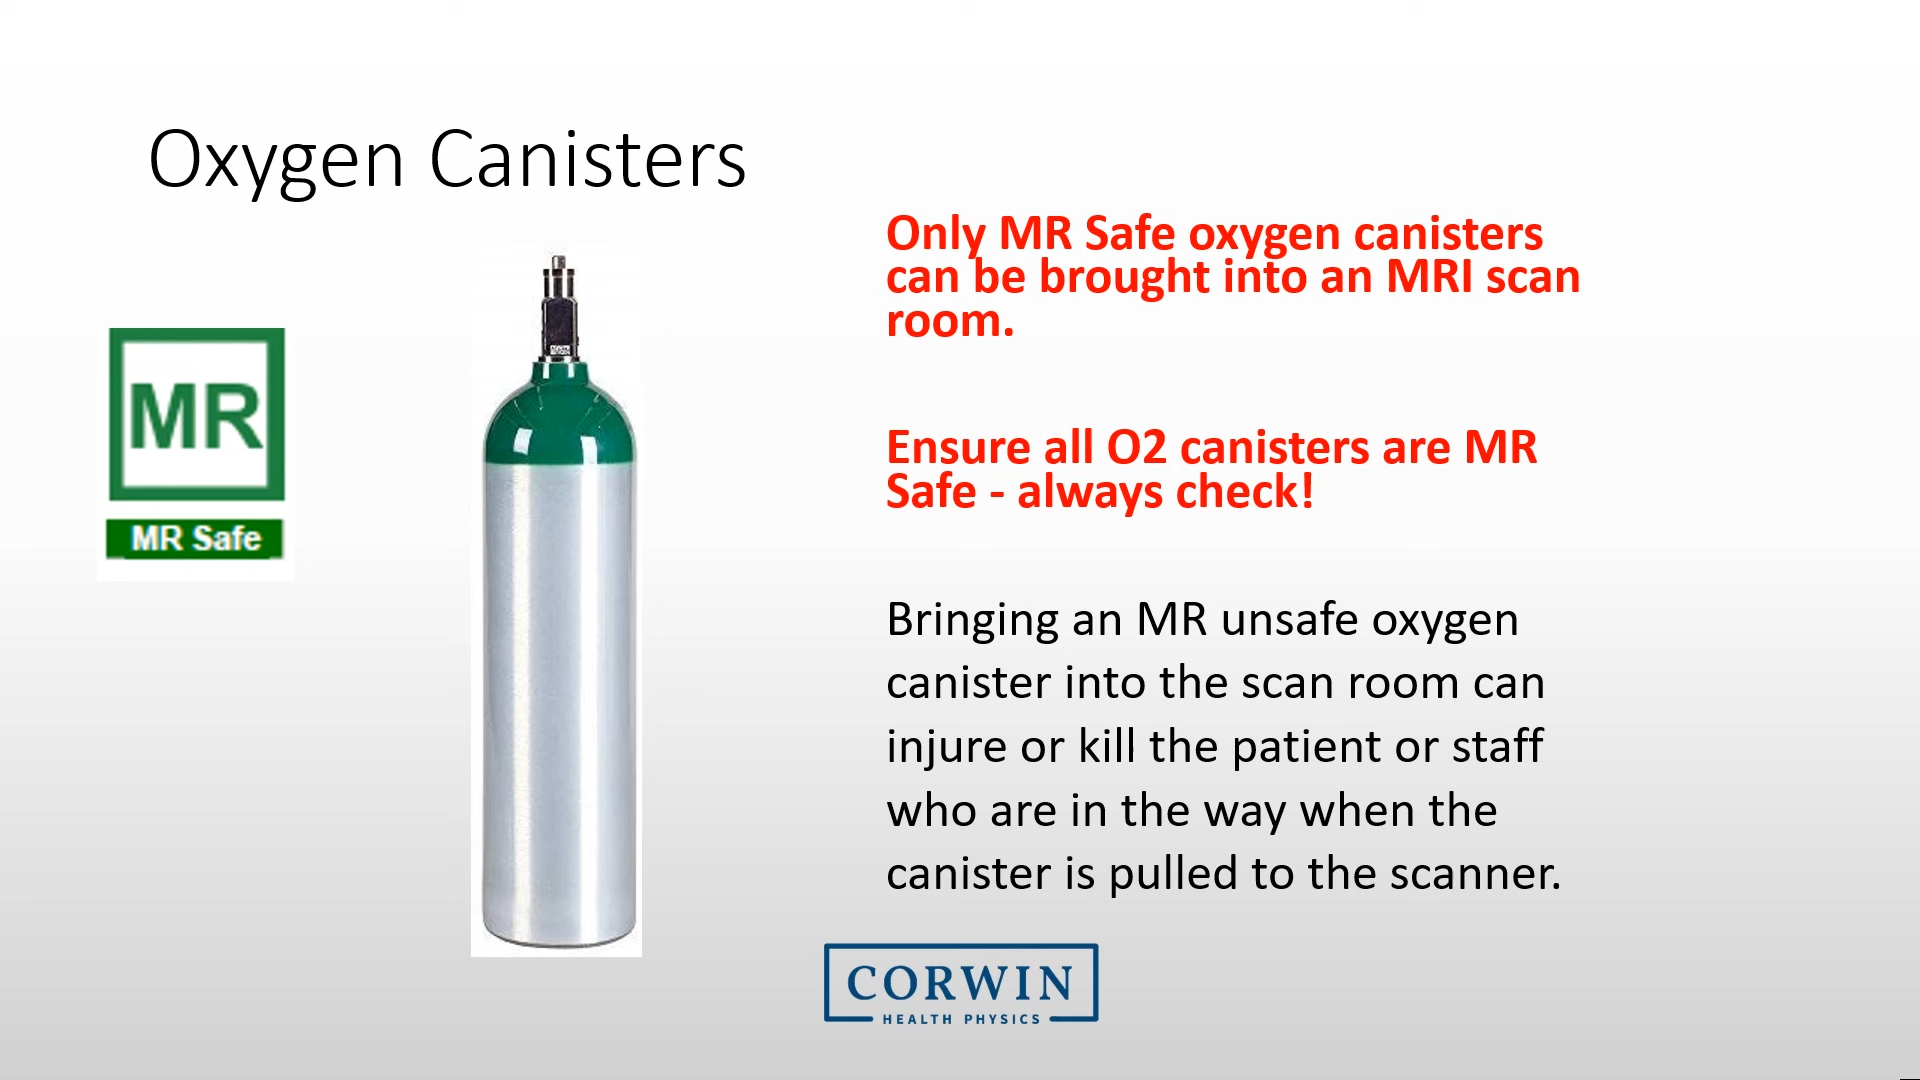 Oxygen Canisters
MR
MR Safe
Only MR Safe oxygen canisters
can be brought into an MRI scan
room.
Ensure all O2 canisters are MR
Safe - always check!
Bringing an MR unsafe oxygen
canister into the scan room can
injure or kill the patient or staff
who are in the way when the
canister is pulled to the scanner.
CORWIN
HEALTH PHYSICS